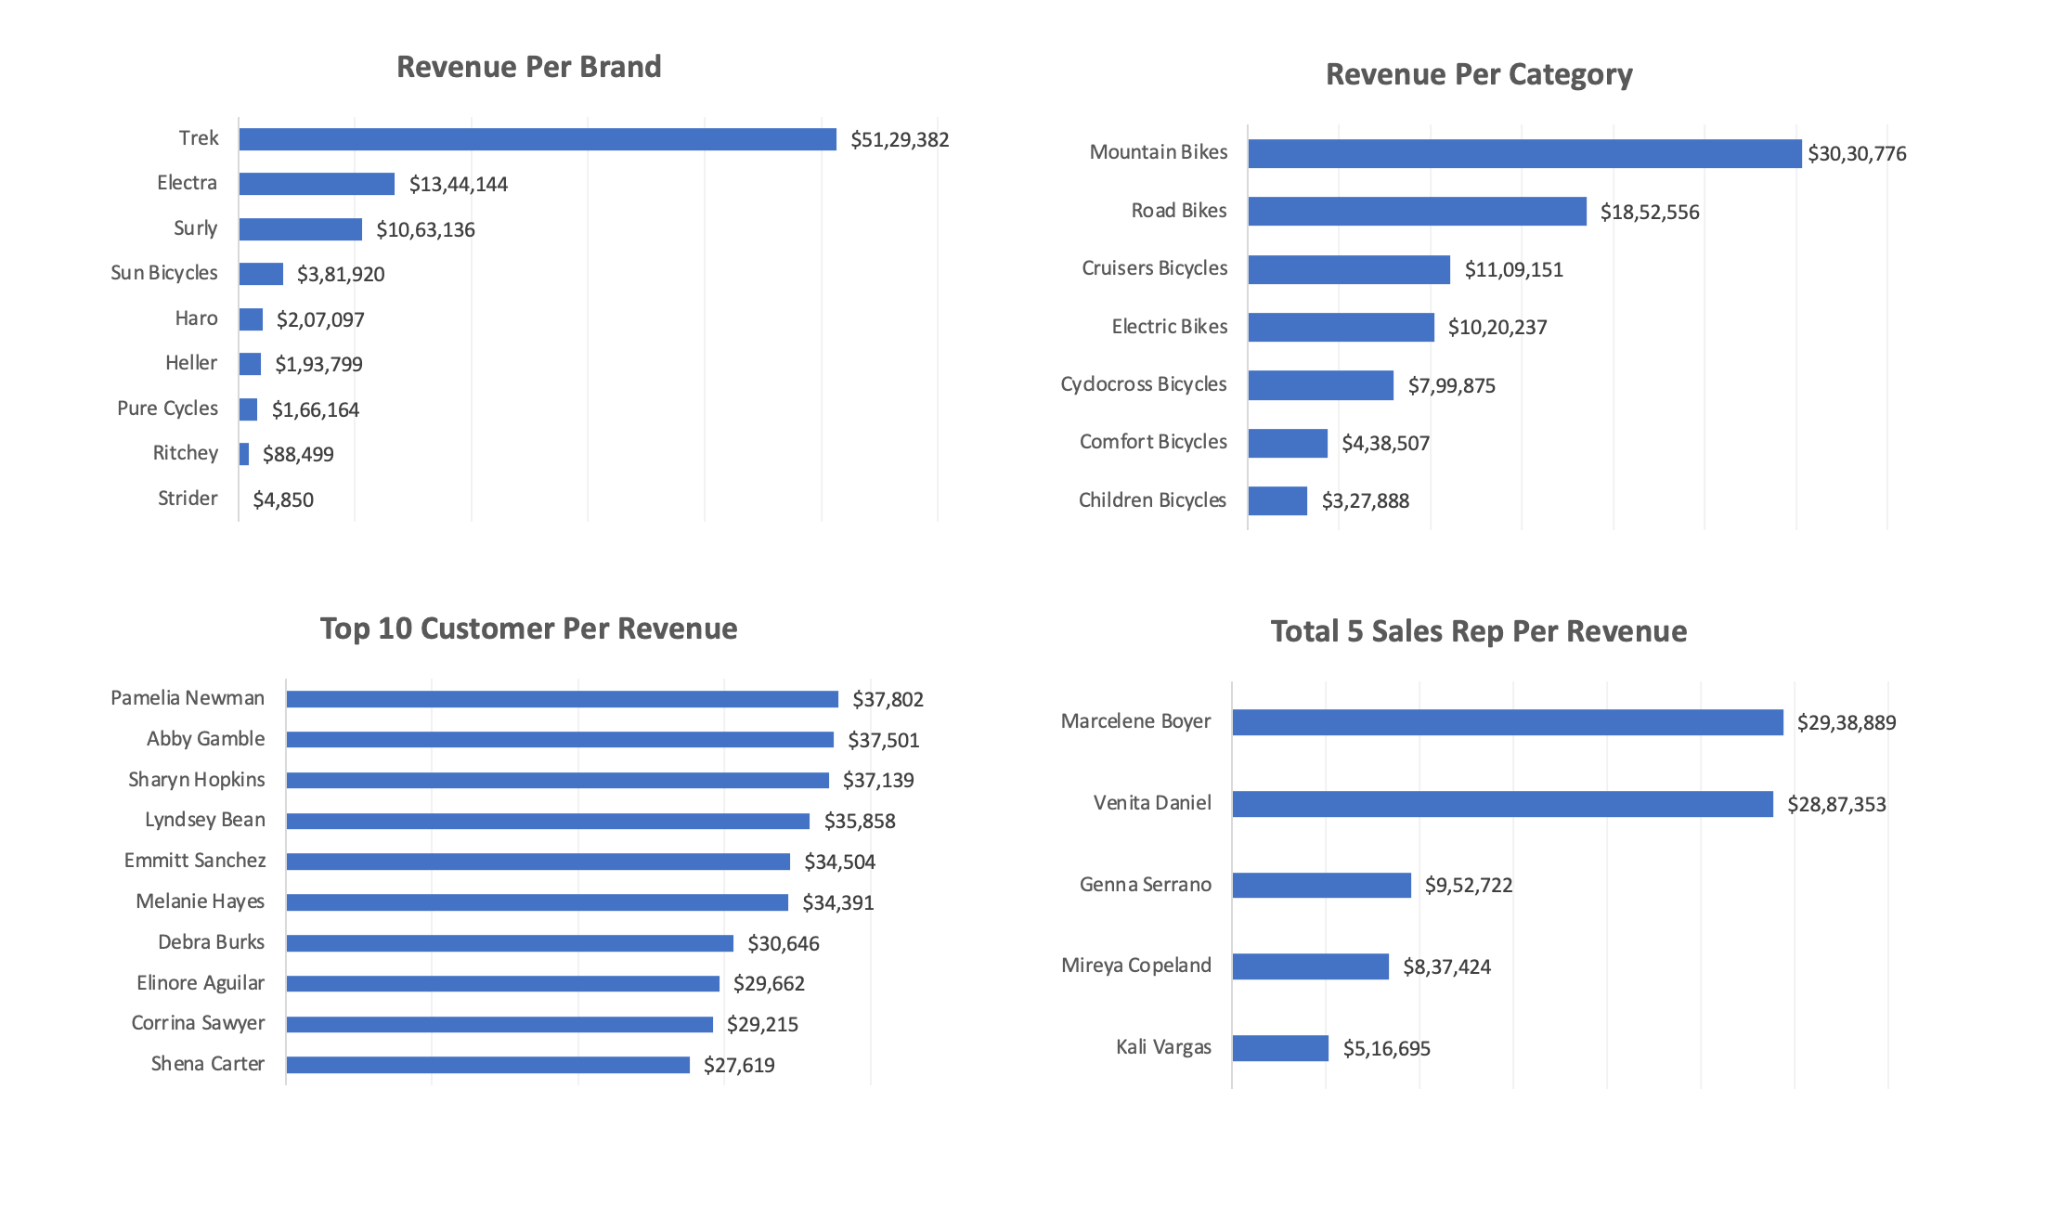 Revenue Per Brand
Trek $51,29,382
Electra $13,44,144
Surly $10,63,136
Sun Bicycles $3,81,920
Haro $2,07,097
Heller $1,93,799
Pure Cycles $1,66,164
Ritchey $88,499
Strider $4,850
Revenue Per Category
Mountain Bikes $30,30,776
Road Bikes $18,52,556
Cruisers Bicycles $11,09,151
Electric Bikes $10,20,237
Cyclocross Bicycles $7,99,875
Comfort Bicycles $4,38,507
Children Bicycles $3,27,888
Top 10 Customer Per Revenue
Pamelia Newman $37,802
Abby Gamble $37,501
Sharyn Hopkins $37,139
Lyndsey Bean $35,858
Emmitt Sanchez $34,504
Melanie Hayes $34,391
Debra Burks $30,646
Elinore Aguilar $29,662
Corrina Sawyer $29,215
Shena Carter $27,619
Total 5 Sales Rep Per Revenue
Marcelene Boyer $29,38,889
Venita Daniel $28,87,353
Genna Serrano $9,52,722
Mireya Copeland $8,37,424
Kali Vargas $5,16,695